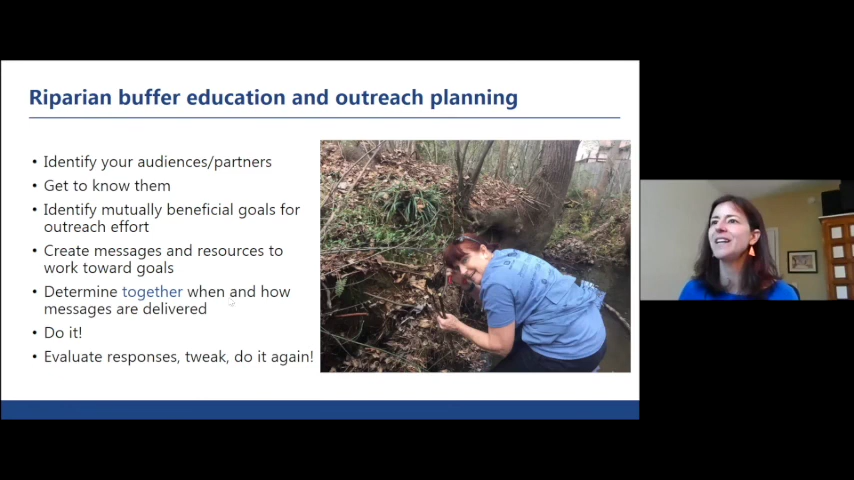 Riparian buffer education and outreach planning
• Identify your audiences/partners
• Get to know them
• Identify mutually beneficial goals for
outreach effort
• Create messages and resources to
work toward goals
• Determine together when and how
messages are delivered
• Do it!
• Evaluate responses, tweak, do it again!